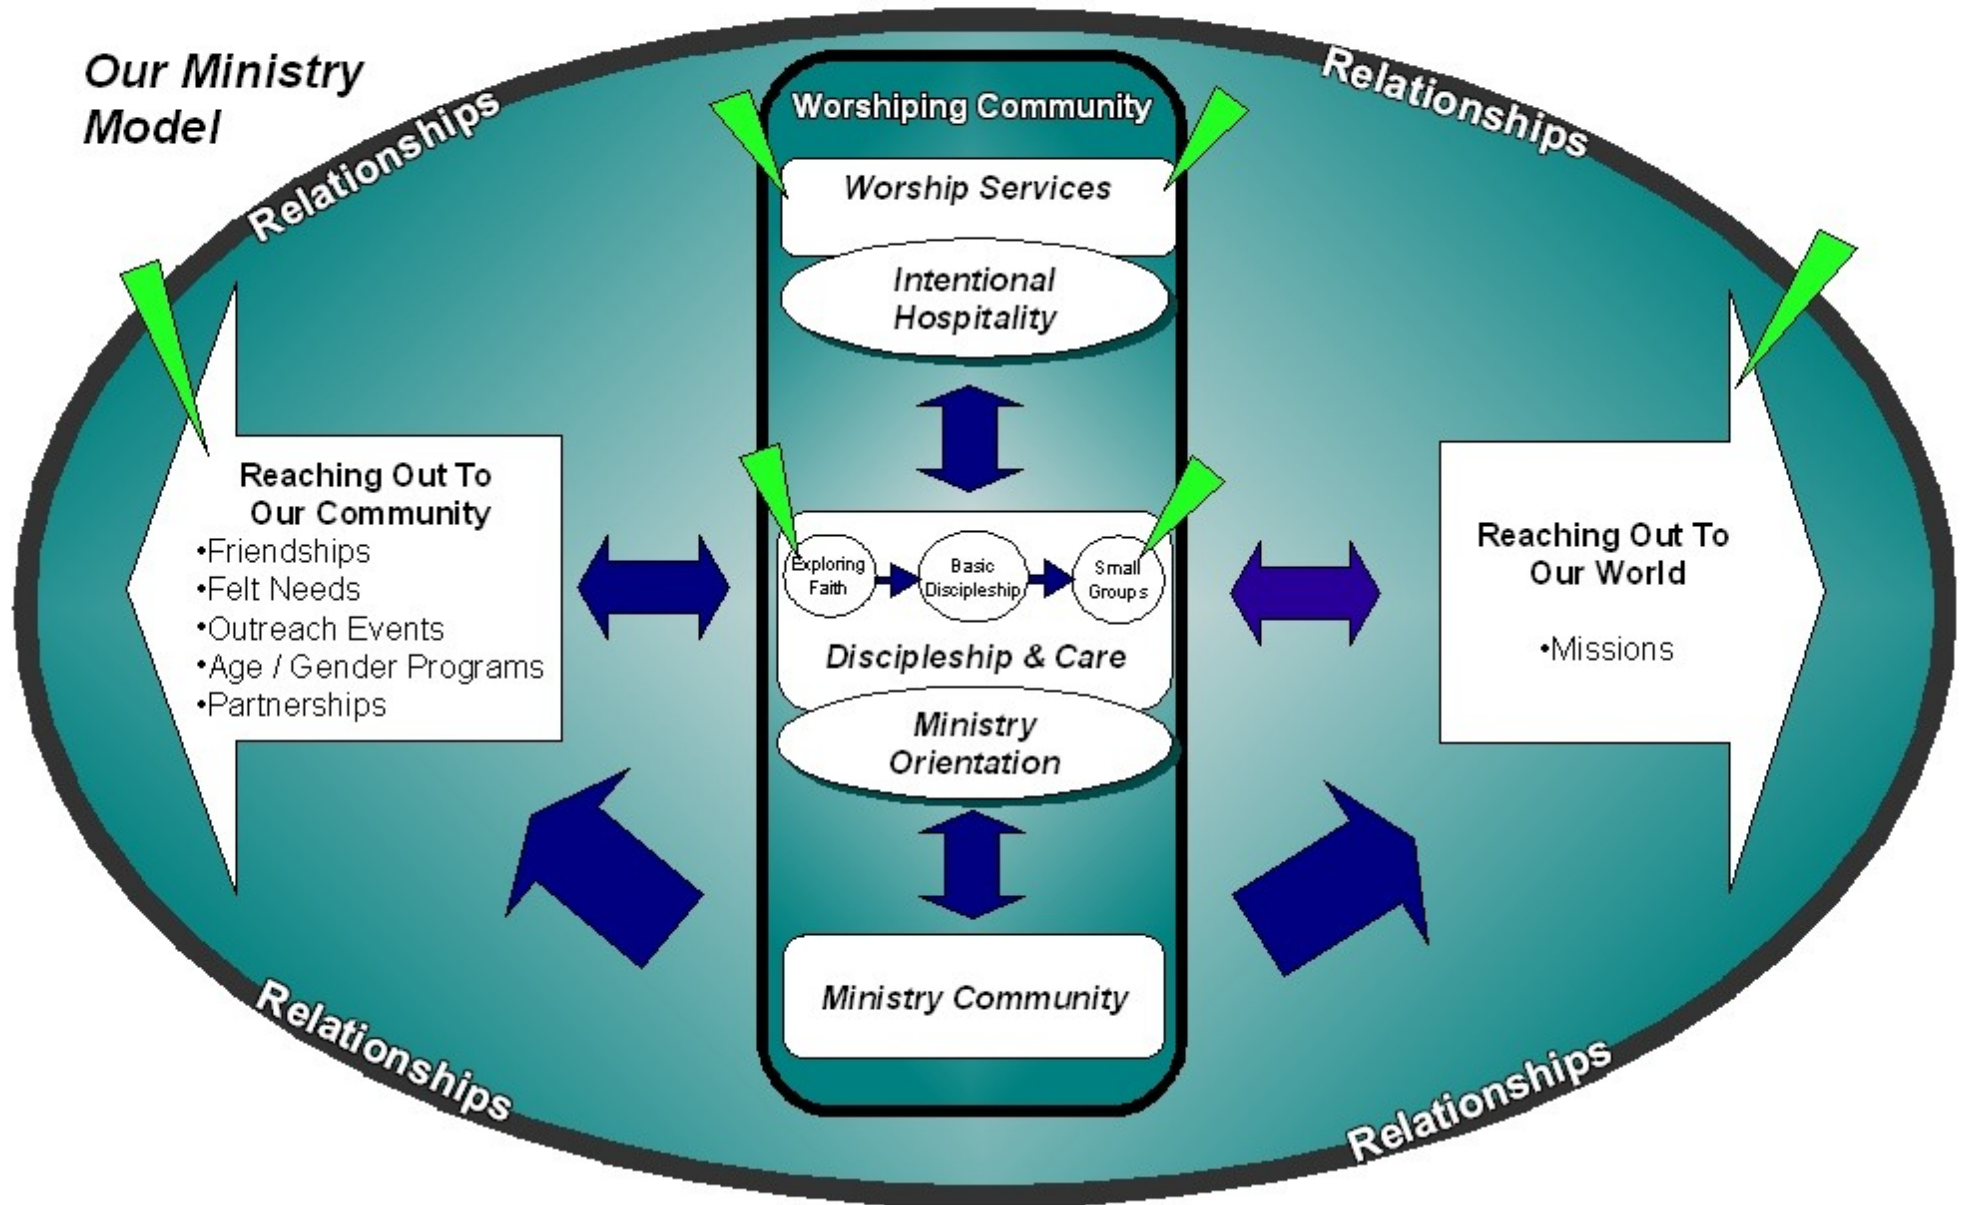 Our Ministry
Model
Relationships
Relationships
Worshiping Community
Worship Services
Intentional
Hospitality
Reaching Out To
Our Community
•Friendships
•Felt Needs
•Outreach Events
•Age / Gender Programs
•Partnerships
Exploring
Faith
Basic
Discipleship
Small
Groups
Discipleship & Care
Ministry
Orientation
Reaching Out To
Our World
•Missions
Ministry Community
Relationships
Relationships